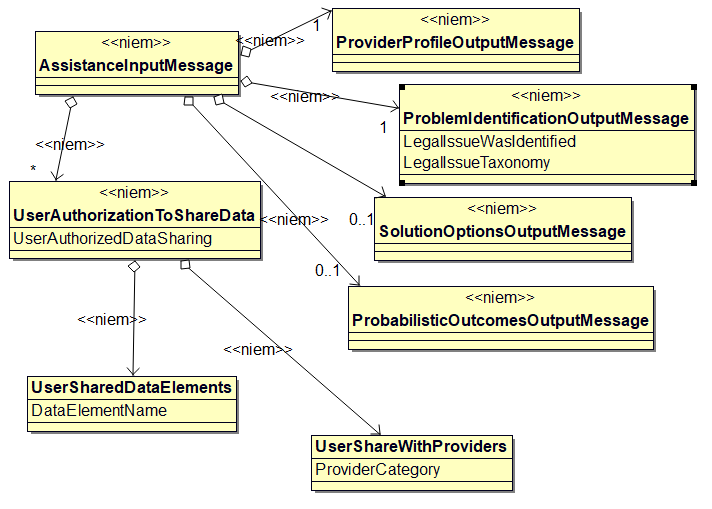 <<niem>>
ProviderProfileOutputMessage
1
<<niem>>
<<niem>>
AssistanceInputMessage
<<niem>>
<<niem>>
ProblemIdentificationOutputMessage
LegalIssueWasIdentified
LegalIssueTaxonomy
1
<<niem>>
*
<<niem>>
UserAuthorizationToShareData
UserAuthorizedDataSharing
<<niem>>
0..1
<<niem>>
SolutionOptionsOutputMessage
0..1
<<niem>>
ProbabilisticOutcomesOutputMessage
<<niem>>
<<niem>>
UserSharedDataElements
DataElementName
UserShareWithProviders
ProviderCategory